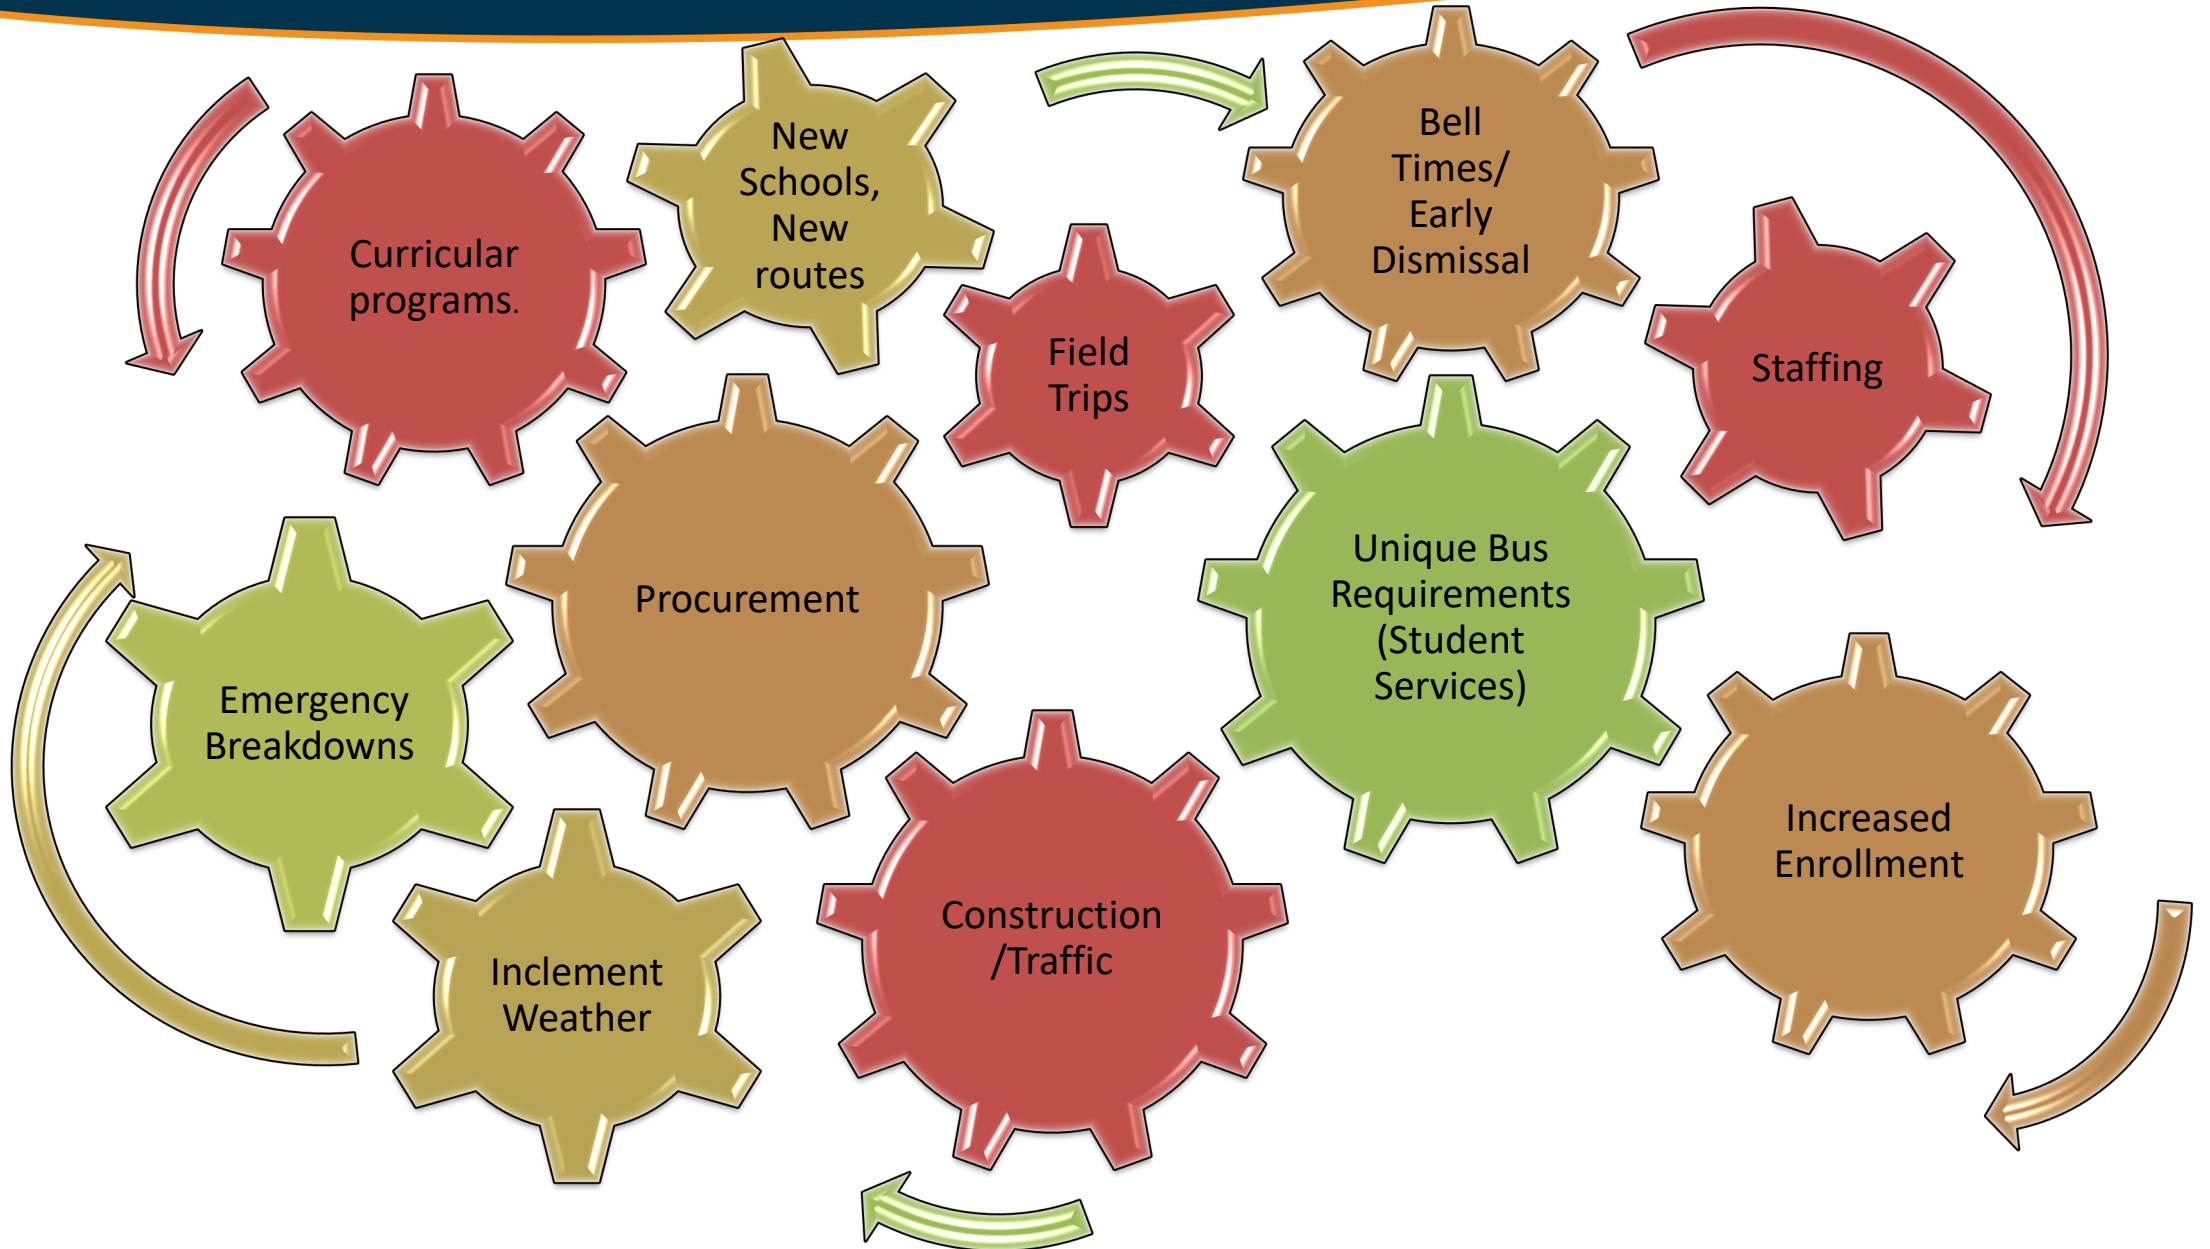 Curricular
programs.
New
Schools,
New
routes
Field
Trips
Bell
Times/
Early
Dismissal
Staffing
Procurement
Unique Bus
Requirements
(Student
Services)
Emergency
Breakdowns
Inclement
Weather
Construction
/Traffic
Increased
Enrollment